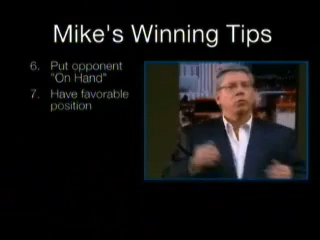 Mike's Winning Tips
6. Put opponent
"On Hand"
7. Have favorable
position